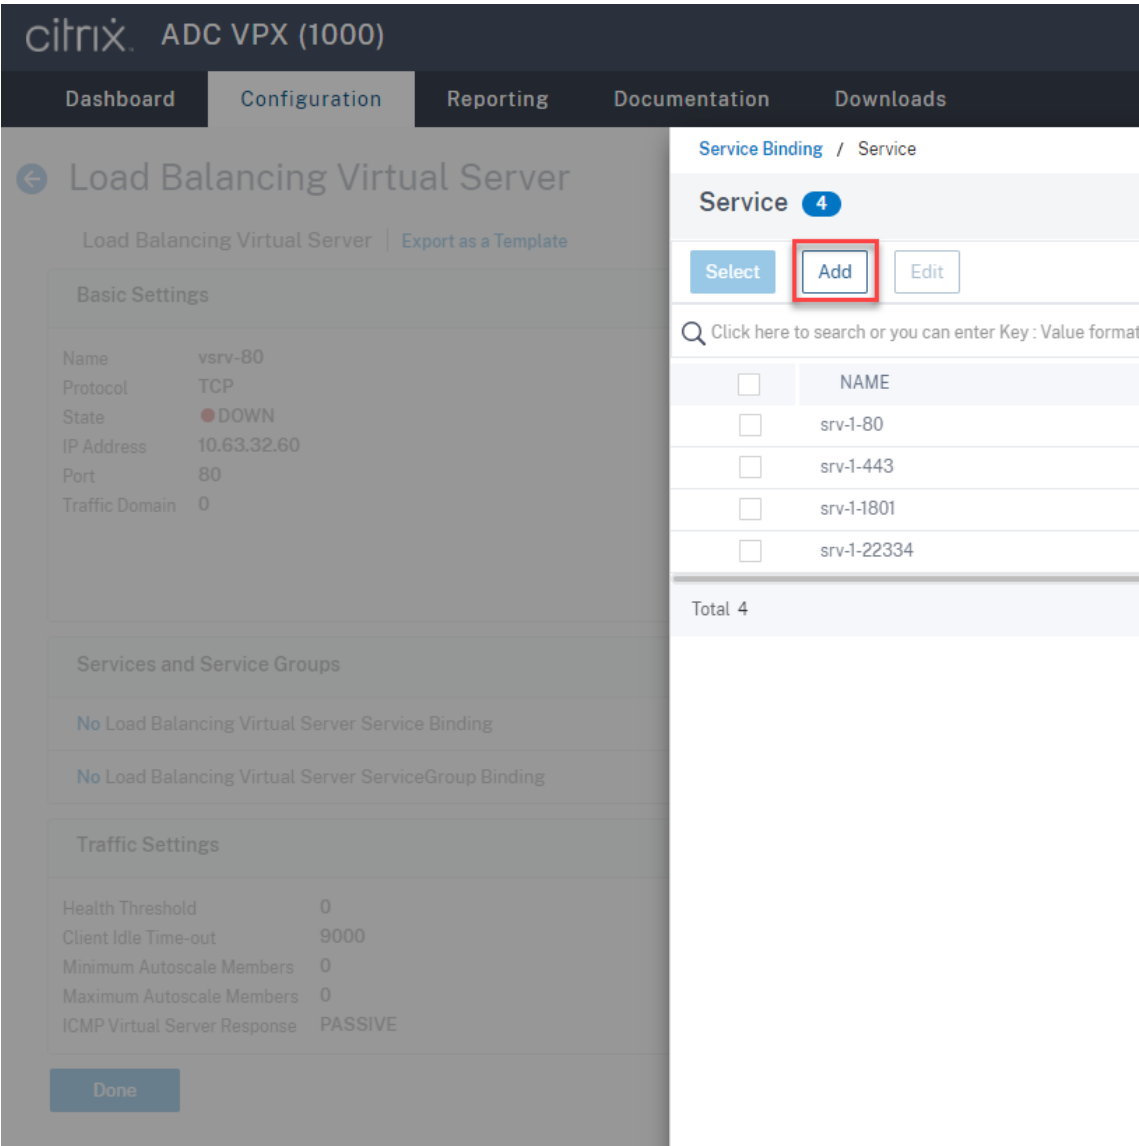 citrix. ADC VPX (1000)
Dashboard Configuration Reporting Documentation Downloads
Load Balancing Virtual Server
Load Balancing Virtual Server Export as a Template
Basic Settings
Name vsrv-80
Protocol TCP
State DOWN
IP Address 10.63.32.60
Port 80
Traffic Domain 0
Services and Service Groups
No Load Balancing Virtual Server Service Binding
No Load Balancing Virtual Server ServiceGroup Binding
Traffic Settings
Health Threshold 0
Client Idle Time-out 9000
Minimum Autoscale Members 0
Maximum Autoscale Members 0
ICMP Virtual Server Response PASSIVE
Done
Service Binding / Service
Service 4
Select Add Edit
Click here to search or you can enter Key : Value format
NAME
srv-1-80
srv-1-443
srv-1-1801
srv-1-22334
Total 4